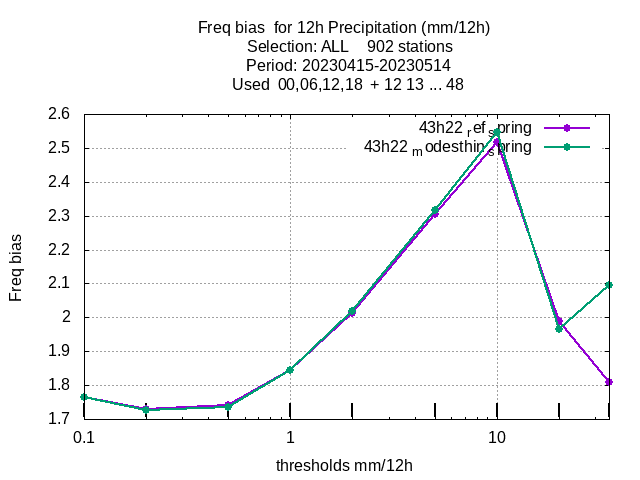 Freq bias  for 12h Precipitation (mm/12h)
Selection: ALL    902 stations
Period: 20230415-20230514
Used  00,06,12,18  + 12 13 ... 48
43h22 ref spring
43h22 modesthin spring
2.6
2.5
2.4
2.3
2.2
2.1
2
1.9
1.8
1.7
Freq bias
0.1 1 10
thresholds mm/12h